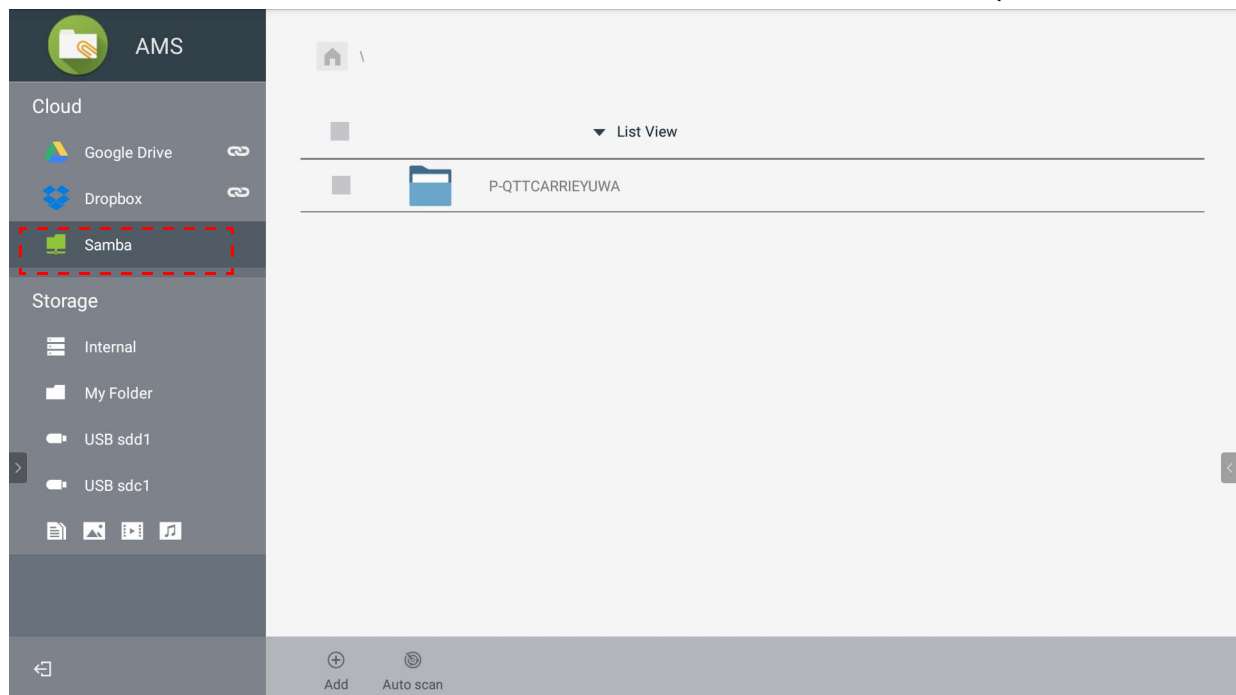 AMS
Cloud
Google Drive
Dropbox
Samba
Storage
Internal
My Folder
USB sdd1
USB sdc1
\
List View
P-QTTCARRIEYUWA
Add
Auto scan